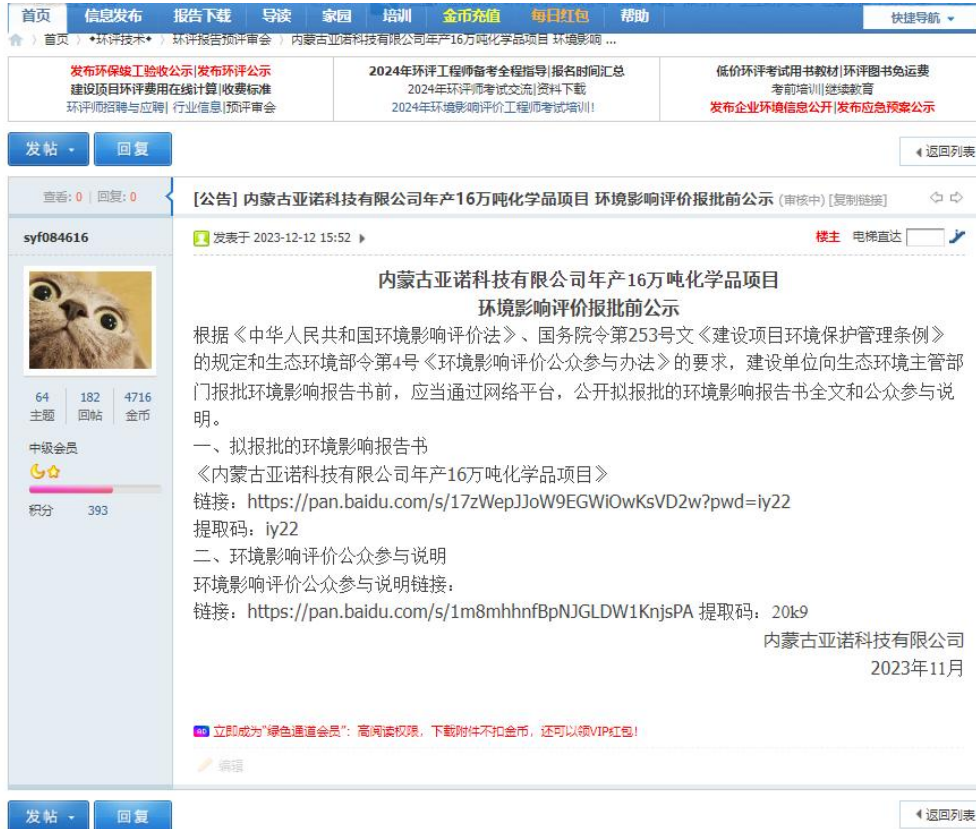 首页 信息发布 报告下载 导读 家园 培训 金币充值 每日红包 帮助 快捷导航
首页 〉 •环评技术• 〉 环评报告预评审会 〉 内蒙古亚诺科技有限公司年产16万吨化学品项目 环境影响 ...
发布环保竣工验收公示|发布环评公示 2024年环评工程师备考全程指导|报名时间汇总 低价环评考试用书教材|环评图书免运费
建设项目环评费用在线计算|收费标准 2024年环评师考试交流|资料下载 考前培训||继续教育
环评师招聘与应聘| 行业信息|预评审会 2024年环境影响评价工程师考试培训! 发布企业环境信息公开|发布应急预案公示
发帖 回复 返回列表
查看: 0 | 回复: 0 [公告] 内蒙古亚诺科技有限公司年产16万吨化学品项目 环境影响评价报批前公示 (审核中) [复制链接]
syf084616 发表于 2023-12-12 15:52 楼主 电梯直达
内蒙古亚诺科技有限公司年产16万吨化学品项目
环境影响评价报批前公示
根据《中华人民共和国环境影响评价法》、国务院令第253号文《建设项目环境保护管理条例》
的规定和生态环境部令第4号《环境影响评价公众参与办法》的要求，建设单位向生态环境主管部
门报批环境影响报告书前，应当通过网络平台，公开拟报批的环境影响报告书全文和公众参与说
明。
64 182 4716
主题 回帖 金币
中级会员
积分 393
一、拟报批的环境影响报告书
《内蒙古亚诺科技有限公司年产16万吨化学品项目》
链接：https://pan.baidu.com/s/17zWepJJoW9EGWiOwKsVD2w?pwd=iy22
提取码：iy22
二、环境影响评价公众参与说明
环境影响评价公众参与说明链接：
链接：https://pan.baidu.com/s/1m8mhhnfBpNJGLDW1KnjsPA 提取码：20k9
内蒙古亚诺科技有限公司
2023年11月
AD 立即成为"绿色通道会员"：高阅读权限，下载附件不扣金币，还可以领VIP红包!
编辑
发帖 回复 返回列表